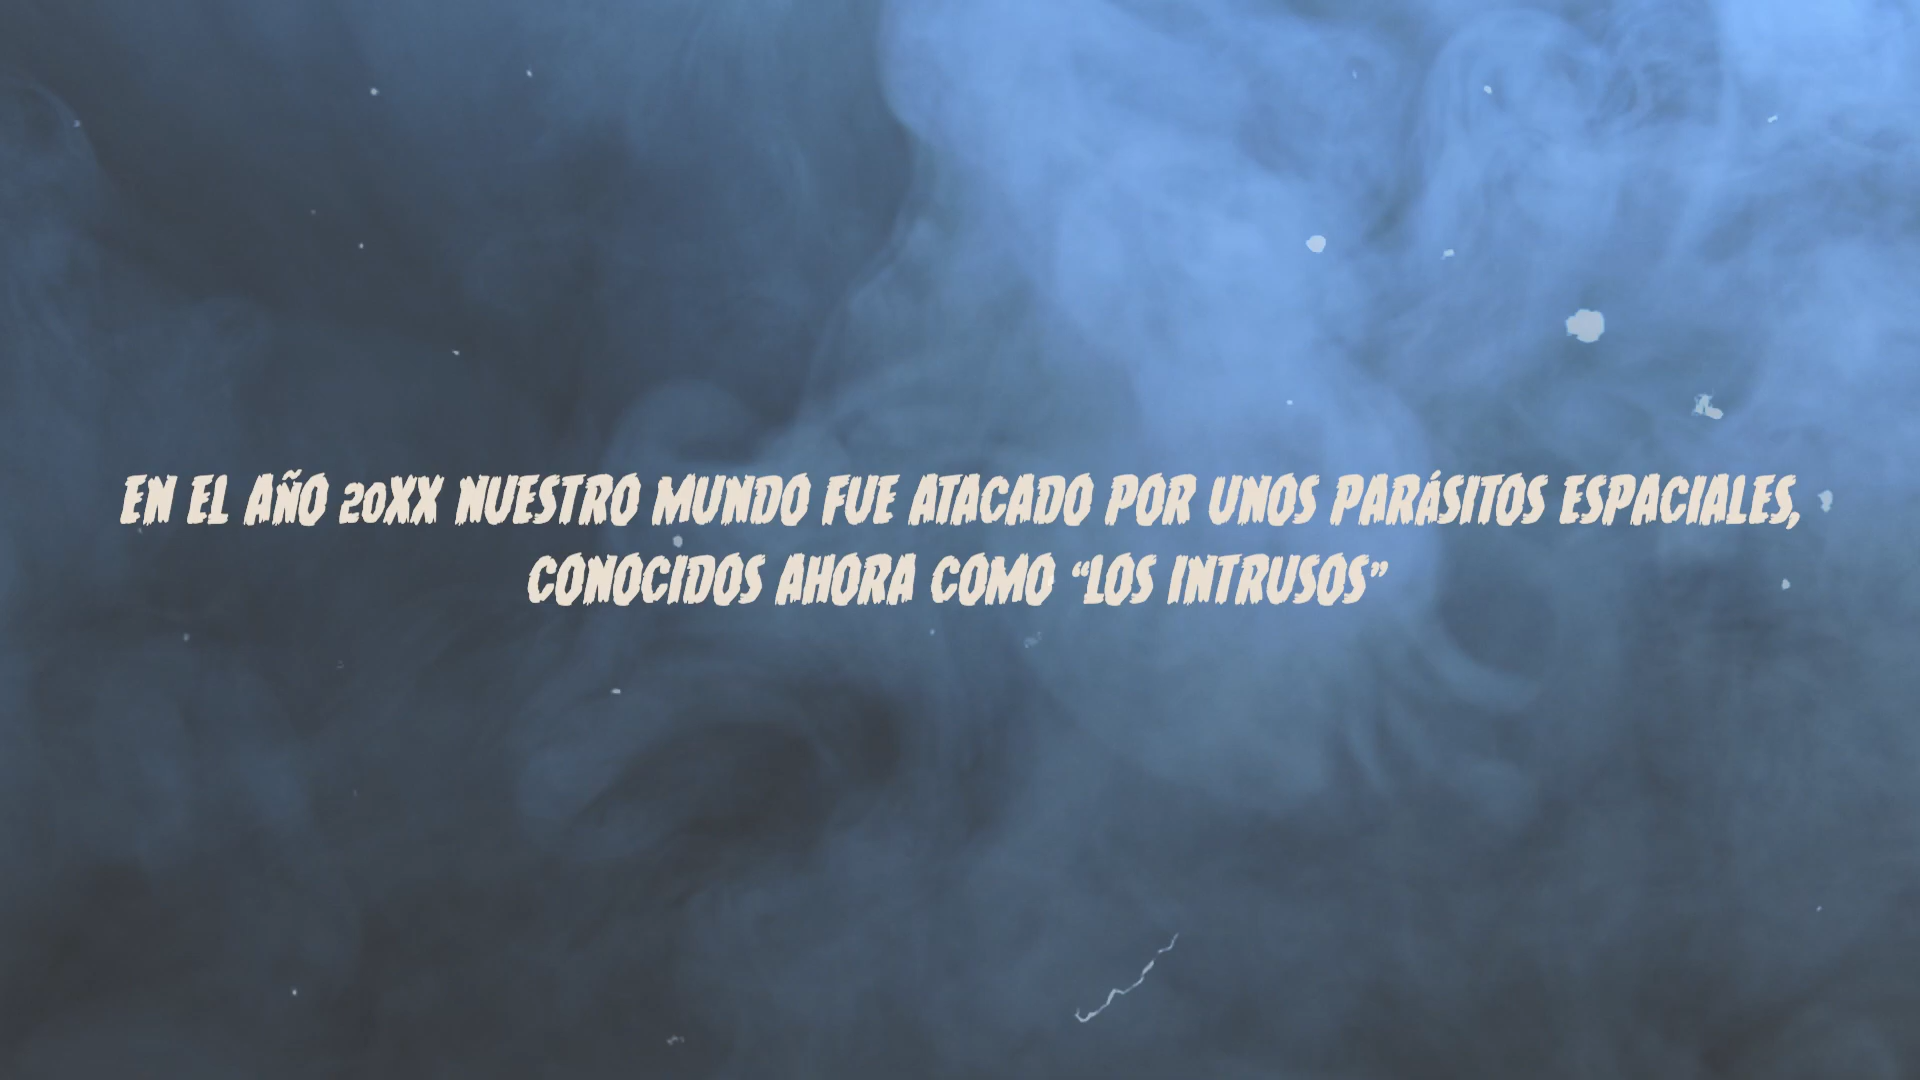 EN EL AÑO 20XX NUESTRO MUNDO FUE ATACADO POR UNOS PARÁSITOS ESPACIALES,
CONOCIDOS AHORA COMO “LOS INTRUSOS”